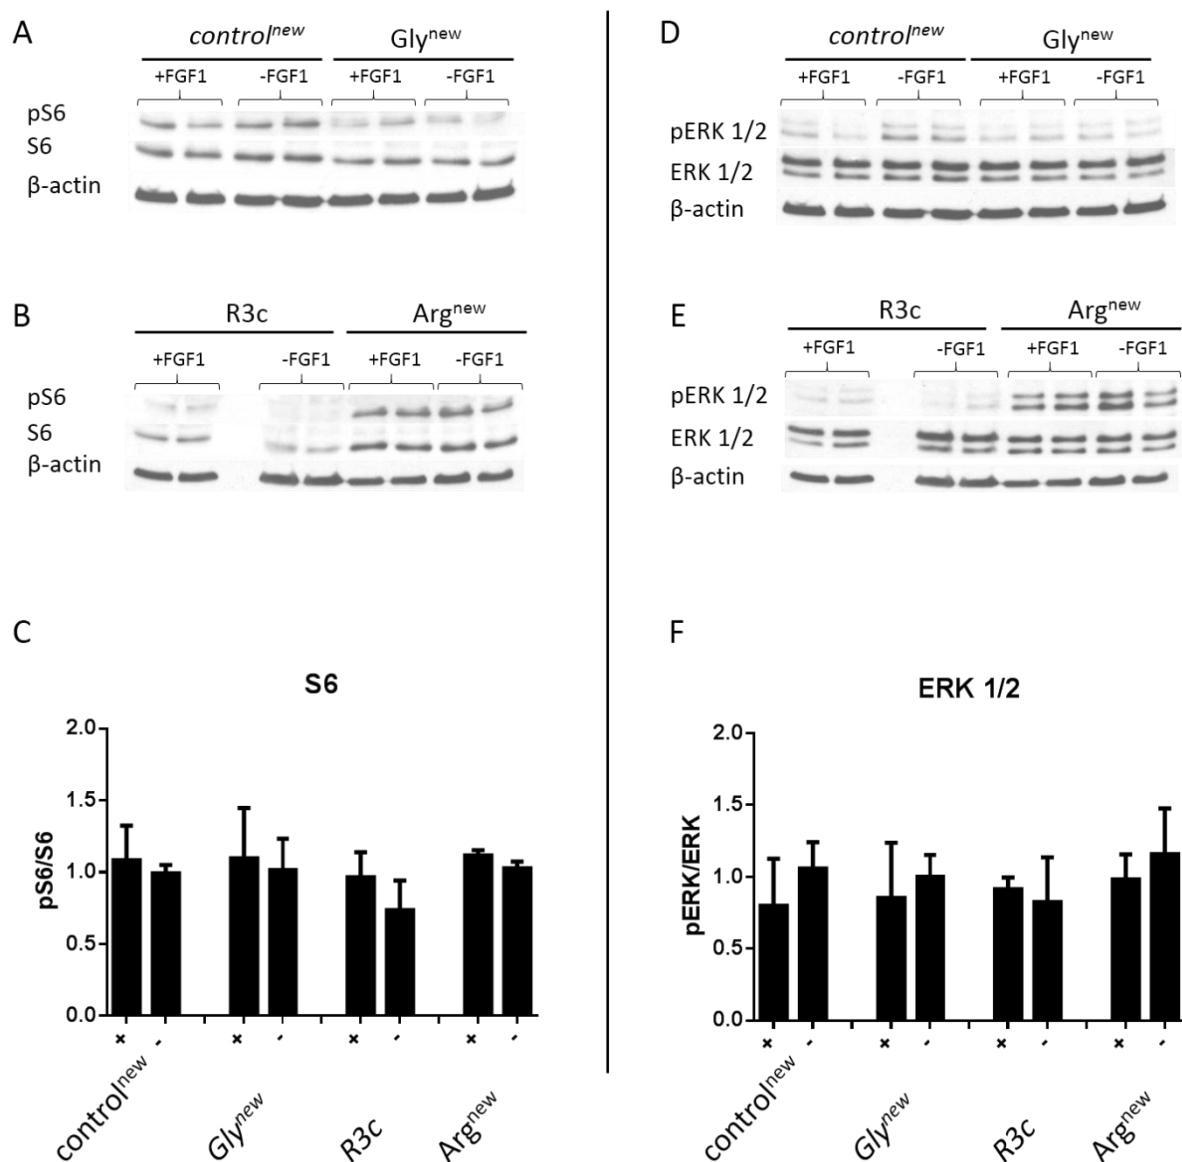 A
control^new Gly^new
+FGF1 -FGF1 +FGF1 -FGF1
pS6
S6
β-actin
B
R3c Arg^new
+FGF1 -FGF1 +FGF1 -FGF1
pS6
S6
β-actin
C
S6
2.0
1.5
1.0
0.5
0.0
pS6/S6
+ - + - + - + -
control^new Gly^new R3c Arg^new
D
control^new Gly^new
+FGF1 -FGF1 +FGF1 -FGF1
pERK 1/2
ERK 1/2
β-actin
E
R3c Arg^new
+FGF1 -FGF1 +FGF1 -FGF1
pERK 1/2
ERK 1/2
β-actin
F
ERK 1/2
2.0
1.5
1.0
0.5
0.0
pERK/ERK
+ - + - + - + -
control^new Gly^new R3c Arg^new